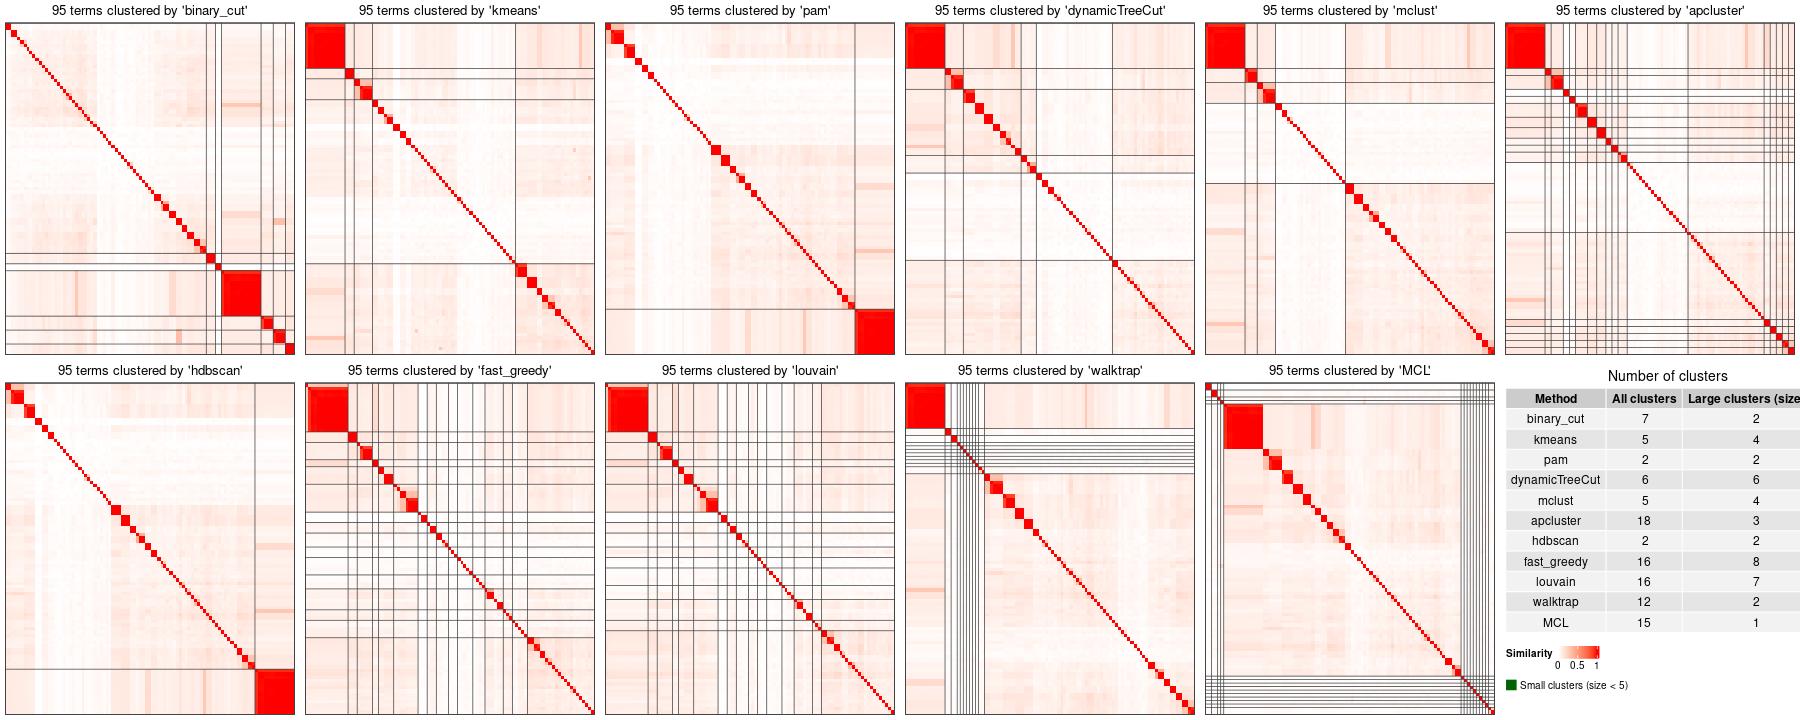 95 terms clustered by 'binary_cut'
95 terms clustered by 'kmeans'
95 terms clustered by 'pam'
95 terms clustered by 'dynamicTreeCut'
95 terms clustered by 'mclust'
95 terms clustered by 'apcluster'
95 terms clustered by 'hdbscan'
95 terms clustered by 'fast_greedy'
95 terms clustered by 'louvain'
95 terms clustered by 'walktrap'
95 terms clustered by 'MCL'
Number of clusters
Method All clusters Large clusters (size
binary_cut 7 2
kmeans 5 4
pam 2 2
dynamicTreeCut 6 6
mclust 5 4
apcluster 18 3
hdbscan 2 2
fast_greedy 16 8
louvain 16 7
walktrap 12 2
MCL 15 1
Similarity
0 0.5 1
Small clusters (size < 5)